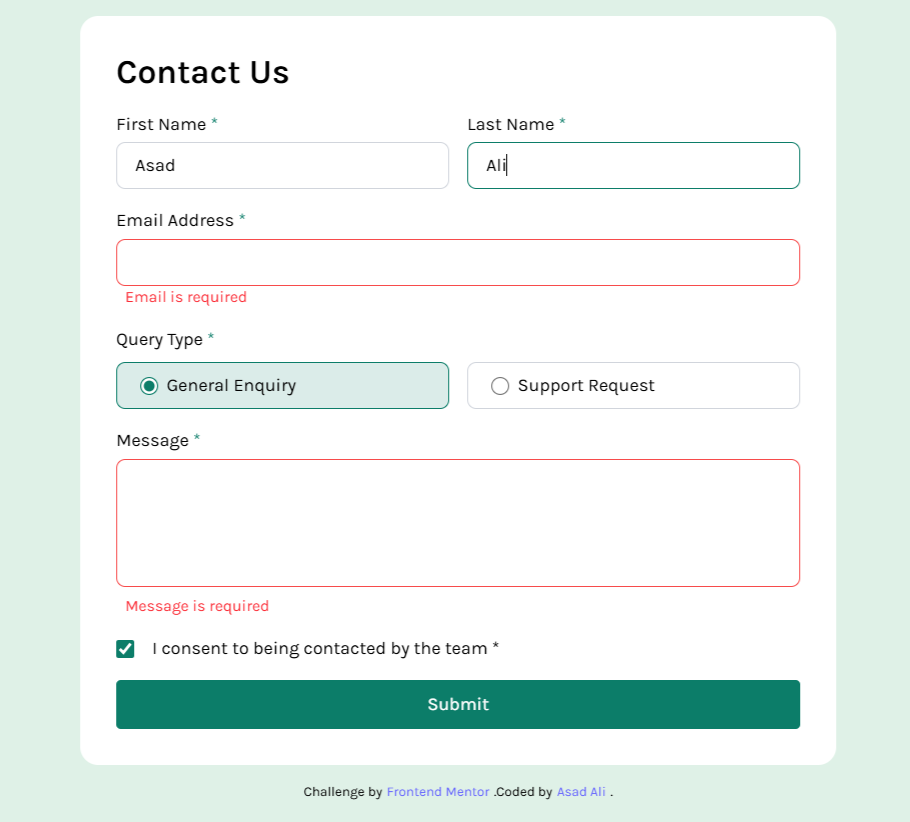 Contact Us
First Name * Last Name *
Asad Ali
Email Address *
Email is required
Query Type *
General Enquiry Support Request
Message *
Message is required
I consent to being contacted by the team *
Submit
Challenge by Frontend Mentor .Coded by Asad Ali .